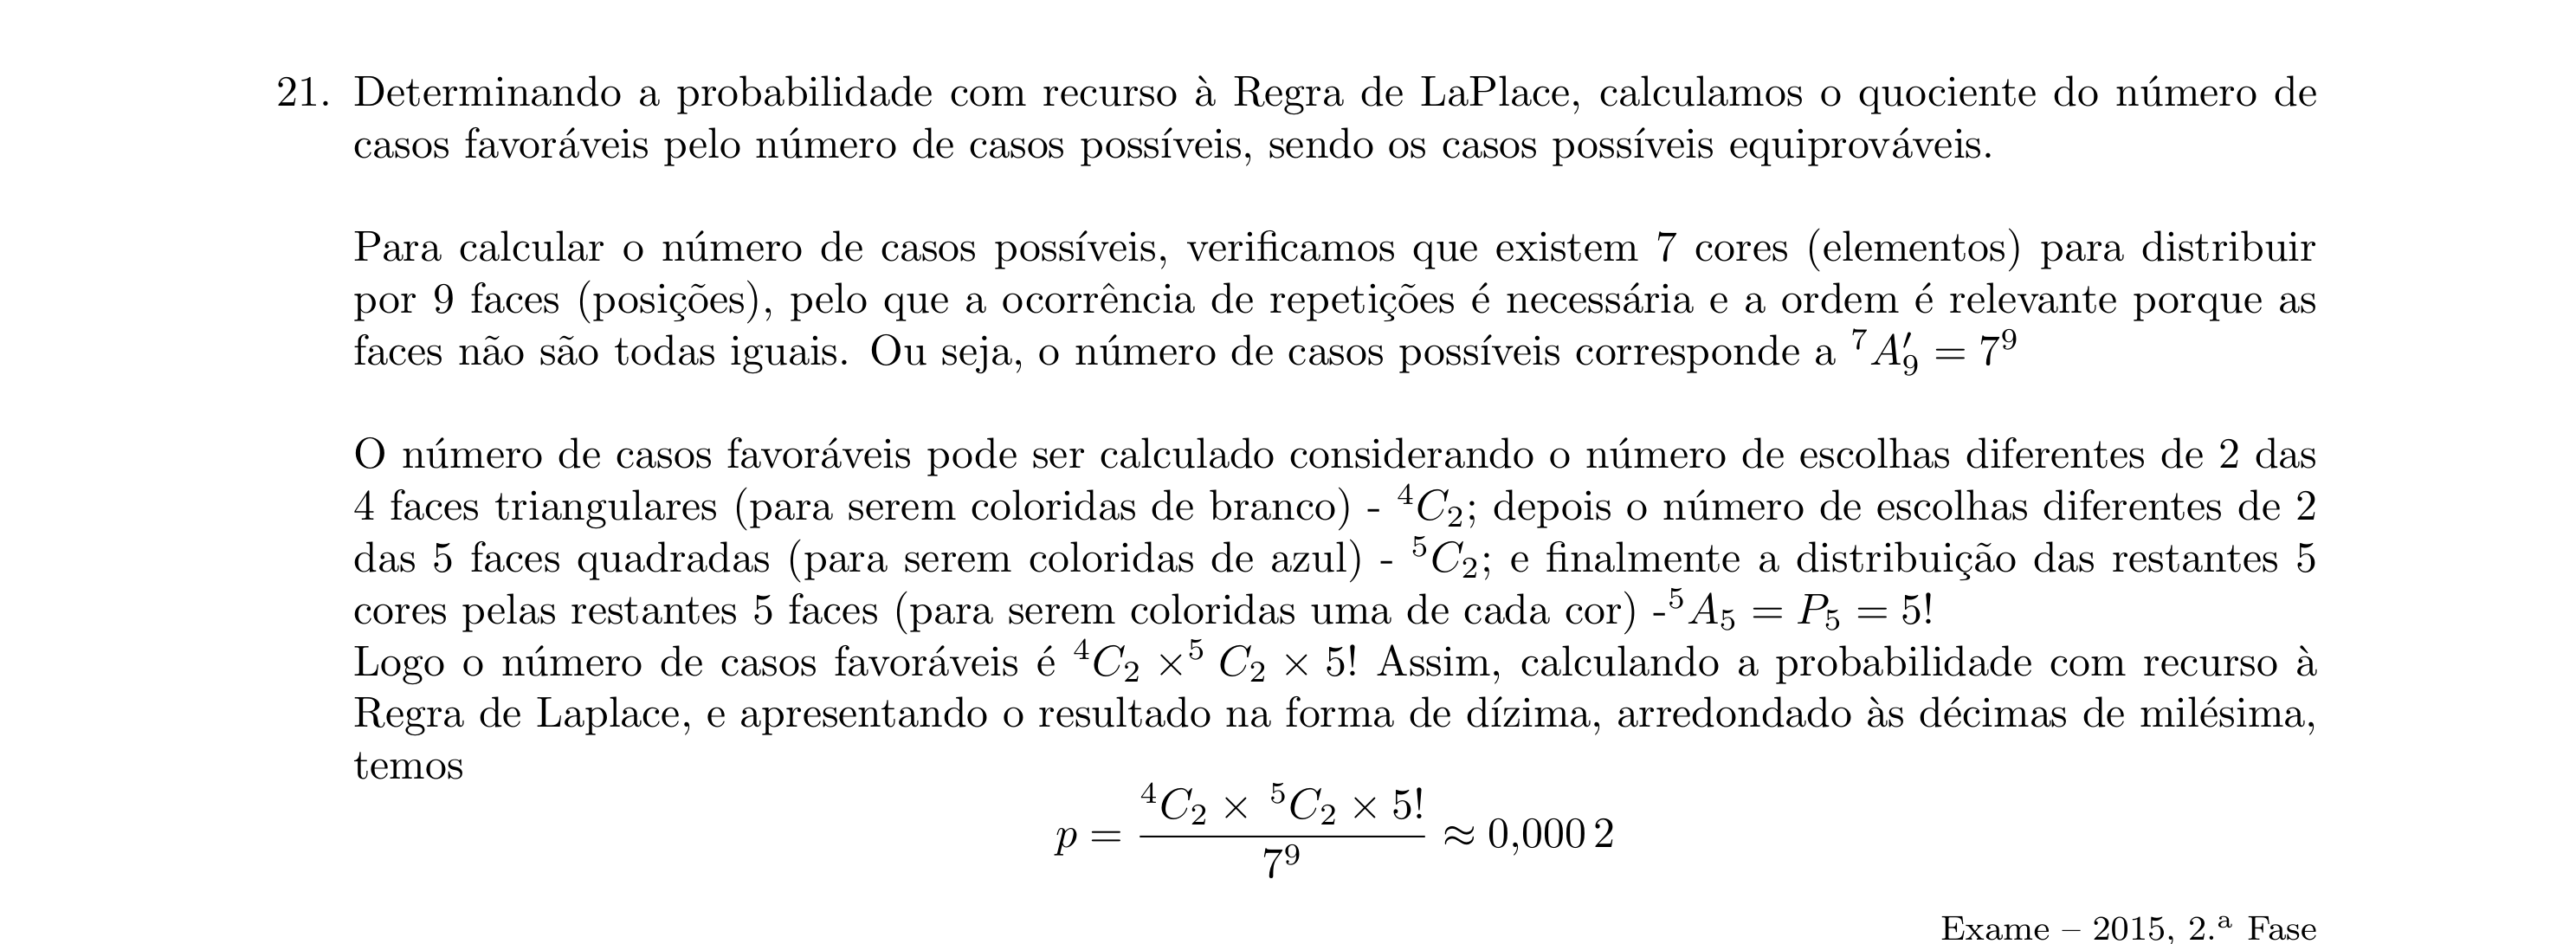 21. Determinando a probabilidade com recurso à Regra de LaPlace, calculamos o quociente do número de
casos favoráveis pelo número de casos possíveis, sendo os casos possíveis equiprováveis.
Para calcular o número de casos possíveis, verificamos que existem 7 cores (elementos) para distribuir
por 9 faces (posições), pelo que a ocorrência de repetições é necessária e a ordem é relevante porque as
faces não são todas iguais. Ou seja, o número de casos possíveis corresponde a $^7A'_9 = 7^9$
O número de casos favoráveis pode ser calculado considerando o número de escolhas diferentes de 2 das
4 faces triangulares (para serem coloridas de branco) - $^4C_2$; depois o número de escolhas diferentes de 2
das 5 faces quadradas (para serem coloridas de azul) - $^5C_2$; e finalmente a distribuição das restantes 5
cores pelas restantes 5 faces (para serem coloridas uma de cada cor) -$^5A_5 = P_5 = 5!$
Logo o número de casos favoráveis é $^4C_2 \times ^5C_2 \times 5!$ Assim, calculando a probabilidade com recurso à
Regra de Laplace, e apresentando o resultado na forma de dízima, arredondado às décimas de milésima,
temos
$p = \frac{^4C_2 \times {}^5C_2 \times 5!}{7^9} \approx 0,000\,2$
Exame – 2015, 2.ª Fase